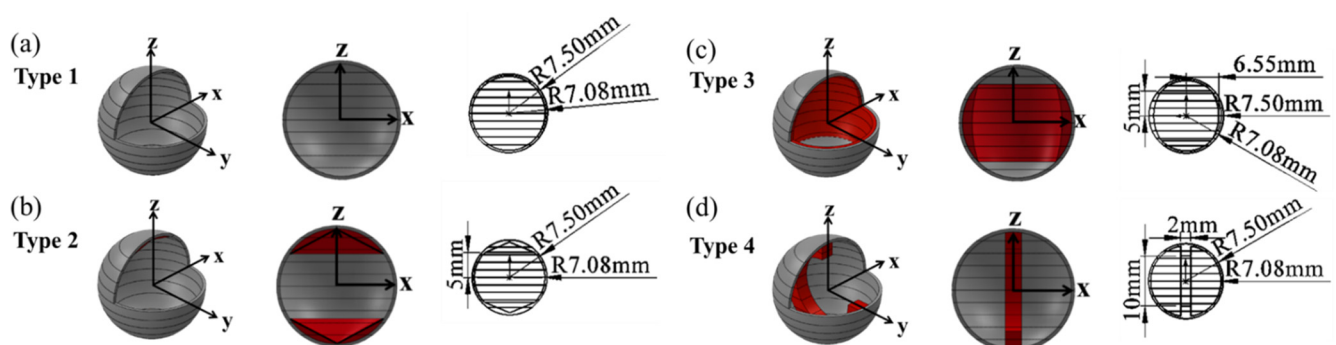 (a)
Type 1
z
x
y
z
x
R7.50mm
R7.08mm
(b)
Type 2
z
x
y
z
x
5mm
R7.50mm
R7.08mm
(c)
Type 3
z
x
y
z
x
5mm
6.55mm
R7.50mm
R7.08mm
(d)
Type 4
z
x
y
z
x
10mm
2mm
R7.50mm
R7.08mm